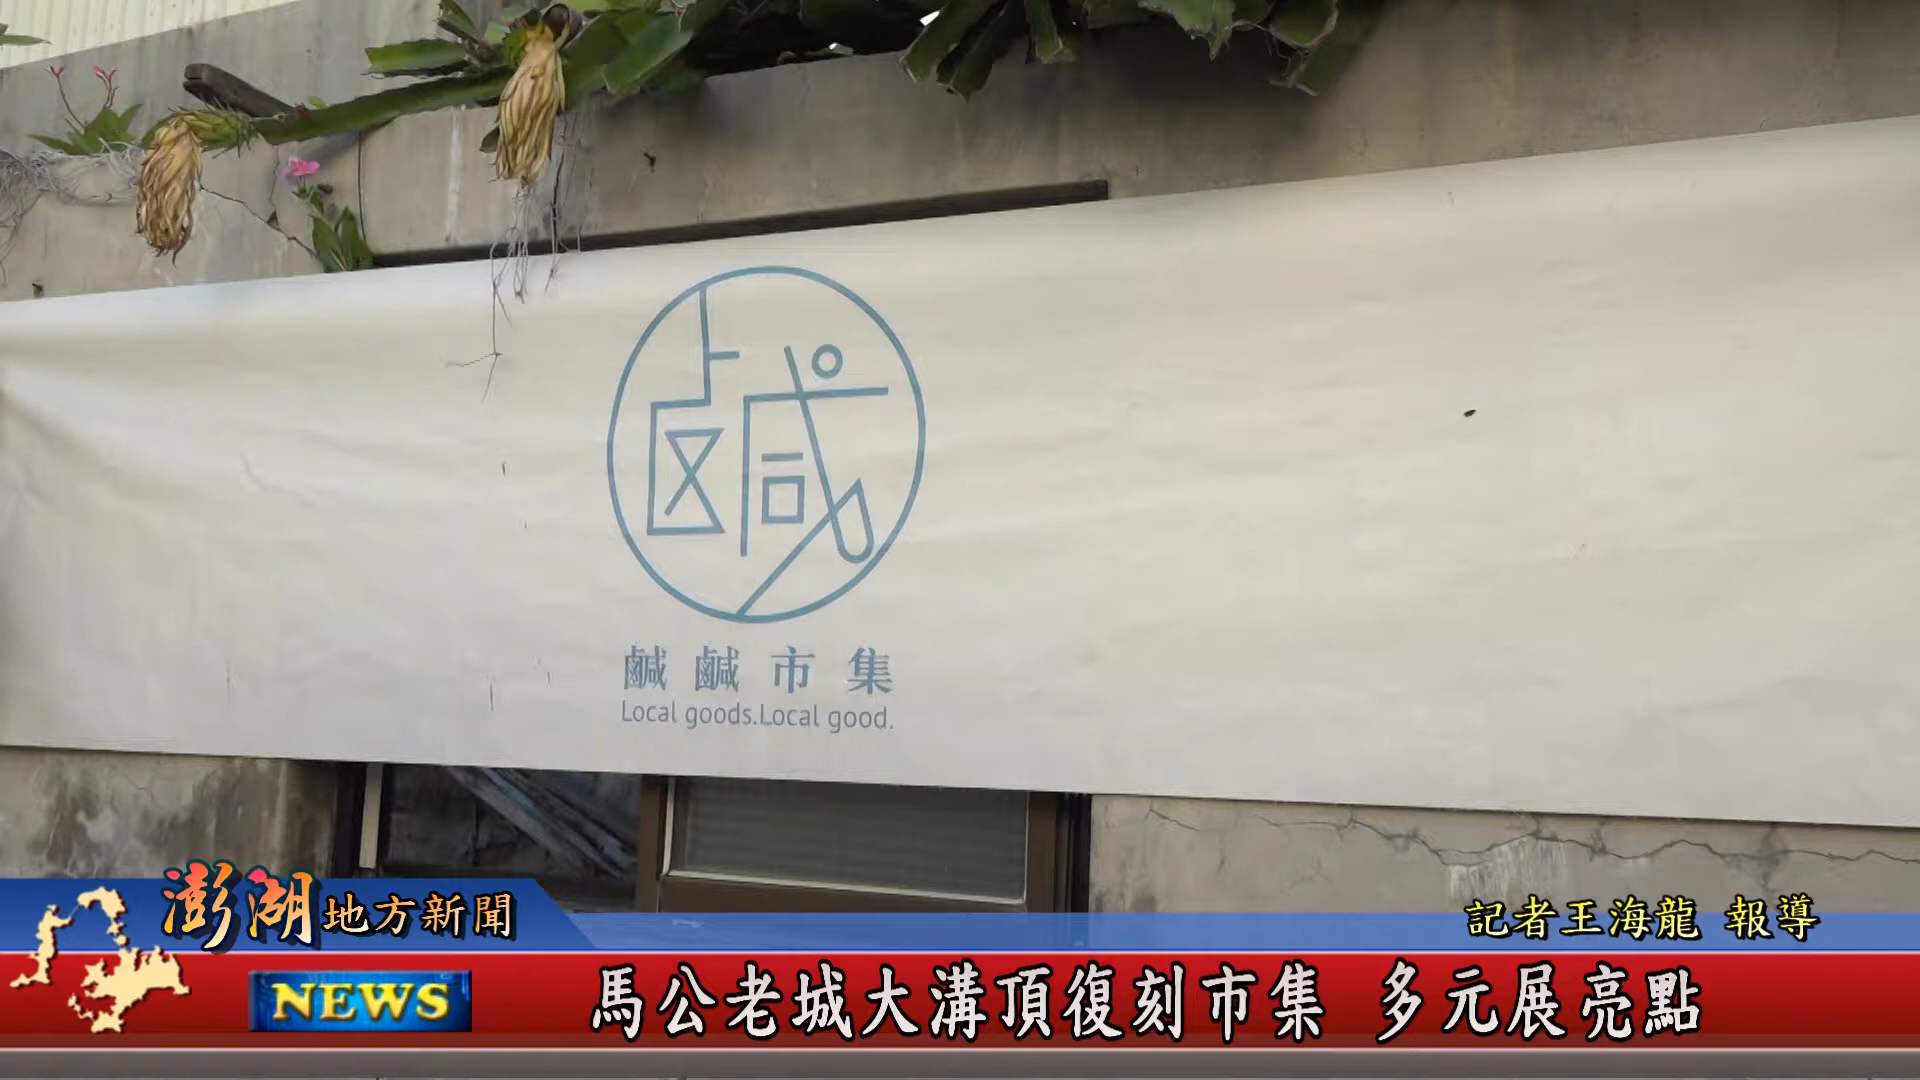 鹹
鹹鹹市集
Local goods.Local good.
澎湖地方新聞
記者王海龍 報導
NEWS
馬公老城大溝頂復刻市集 多元展亮點